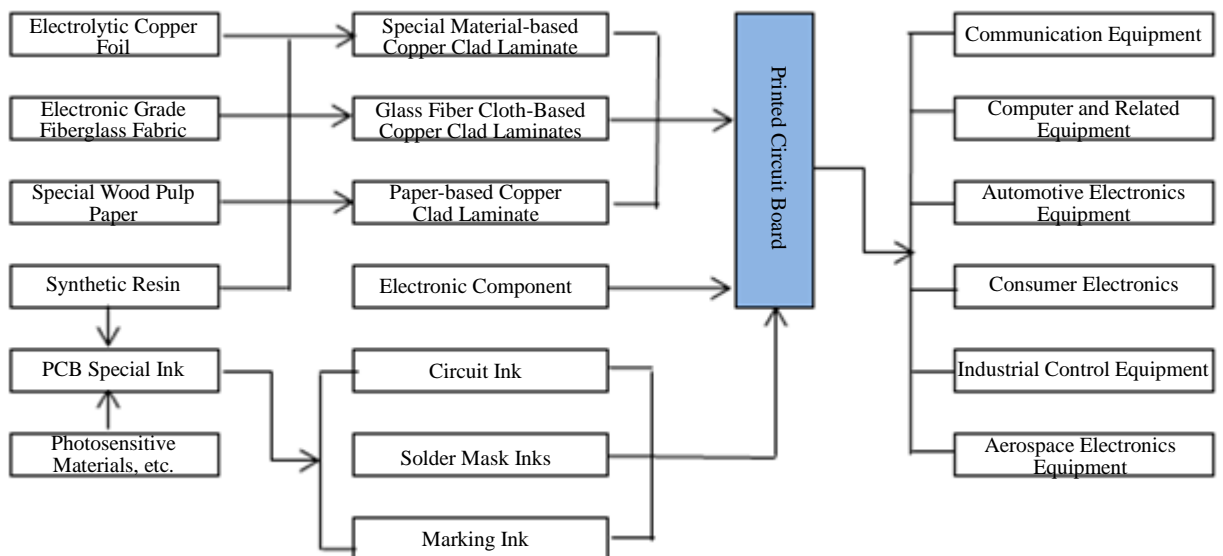 Electrolytic Copper
Foil
Special Material-based
Copper Clad Laminate
Communication Equipment
Electronic Grade
Fiberglass Fabric
Glass Fiber Cloth-Based
Copper Clad Laminates
Computer and Related
Equipment
Special Wood Pulp
Paper
Paper-based Copper
Clad Laminate
Printed Circuit Board
Automotive Electronics
Equipment
Synthetic Resin
Electronic Component
Consumer Electronics
PCB Special Ink
Circuit Ink
Industrial Control Equipment
Photosensitive
Materials, etc.
Solder Mask Inks
Aerospace Electronics
Equipment
Marking Ink